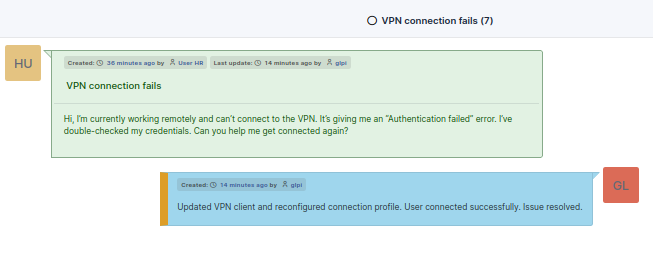 VPN connection fails (7)
HU
Created: 36 minutes ago by User HR Last update: 14 minutes ago by glpi
VPN connection fails
Hi, I'm currently working remotely and can't connect to the VPN. It's giving me an "Authentication failed" error. I've
double-checked my credentials. Can you help me get connected again?
GL
Created: 14 minutes ago by glpi
Updated VPN client and reconfigured connection profile. User connected successfully. Issue resolved.